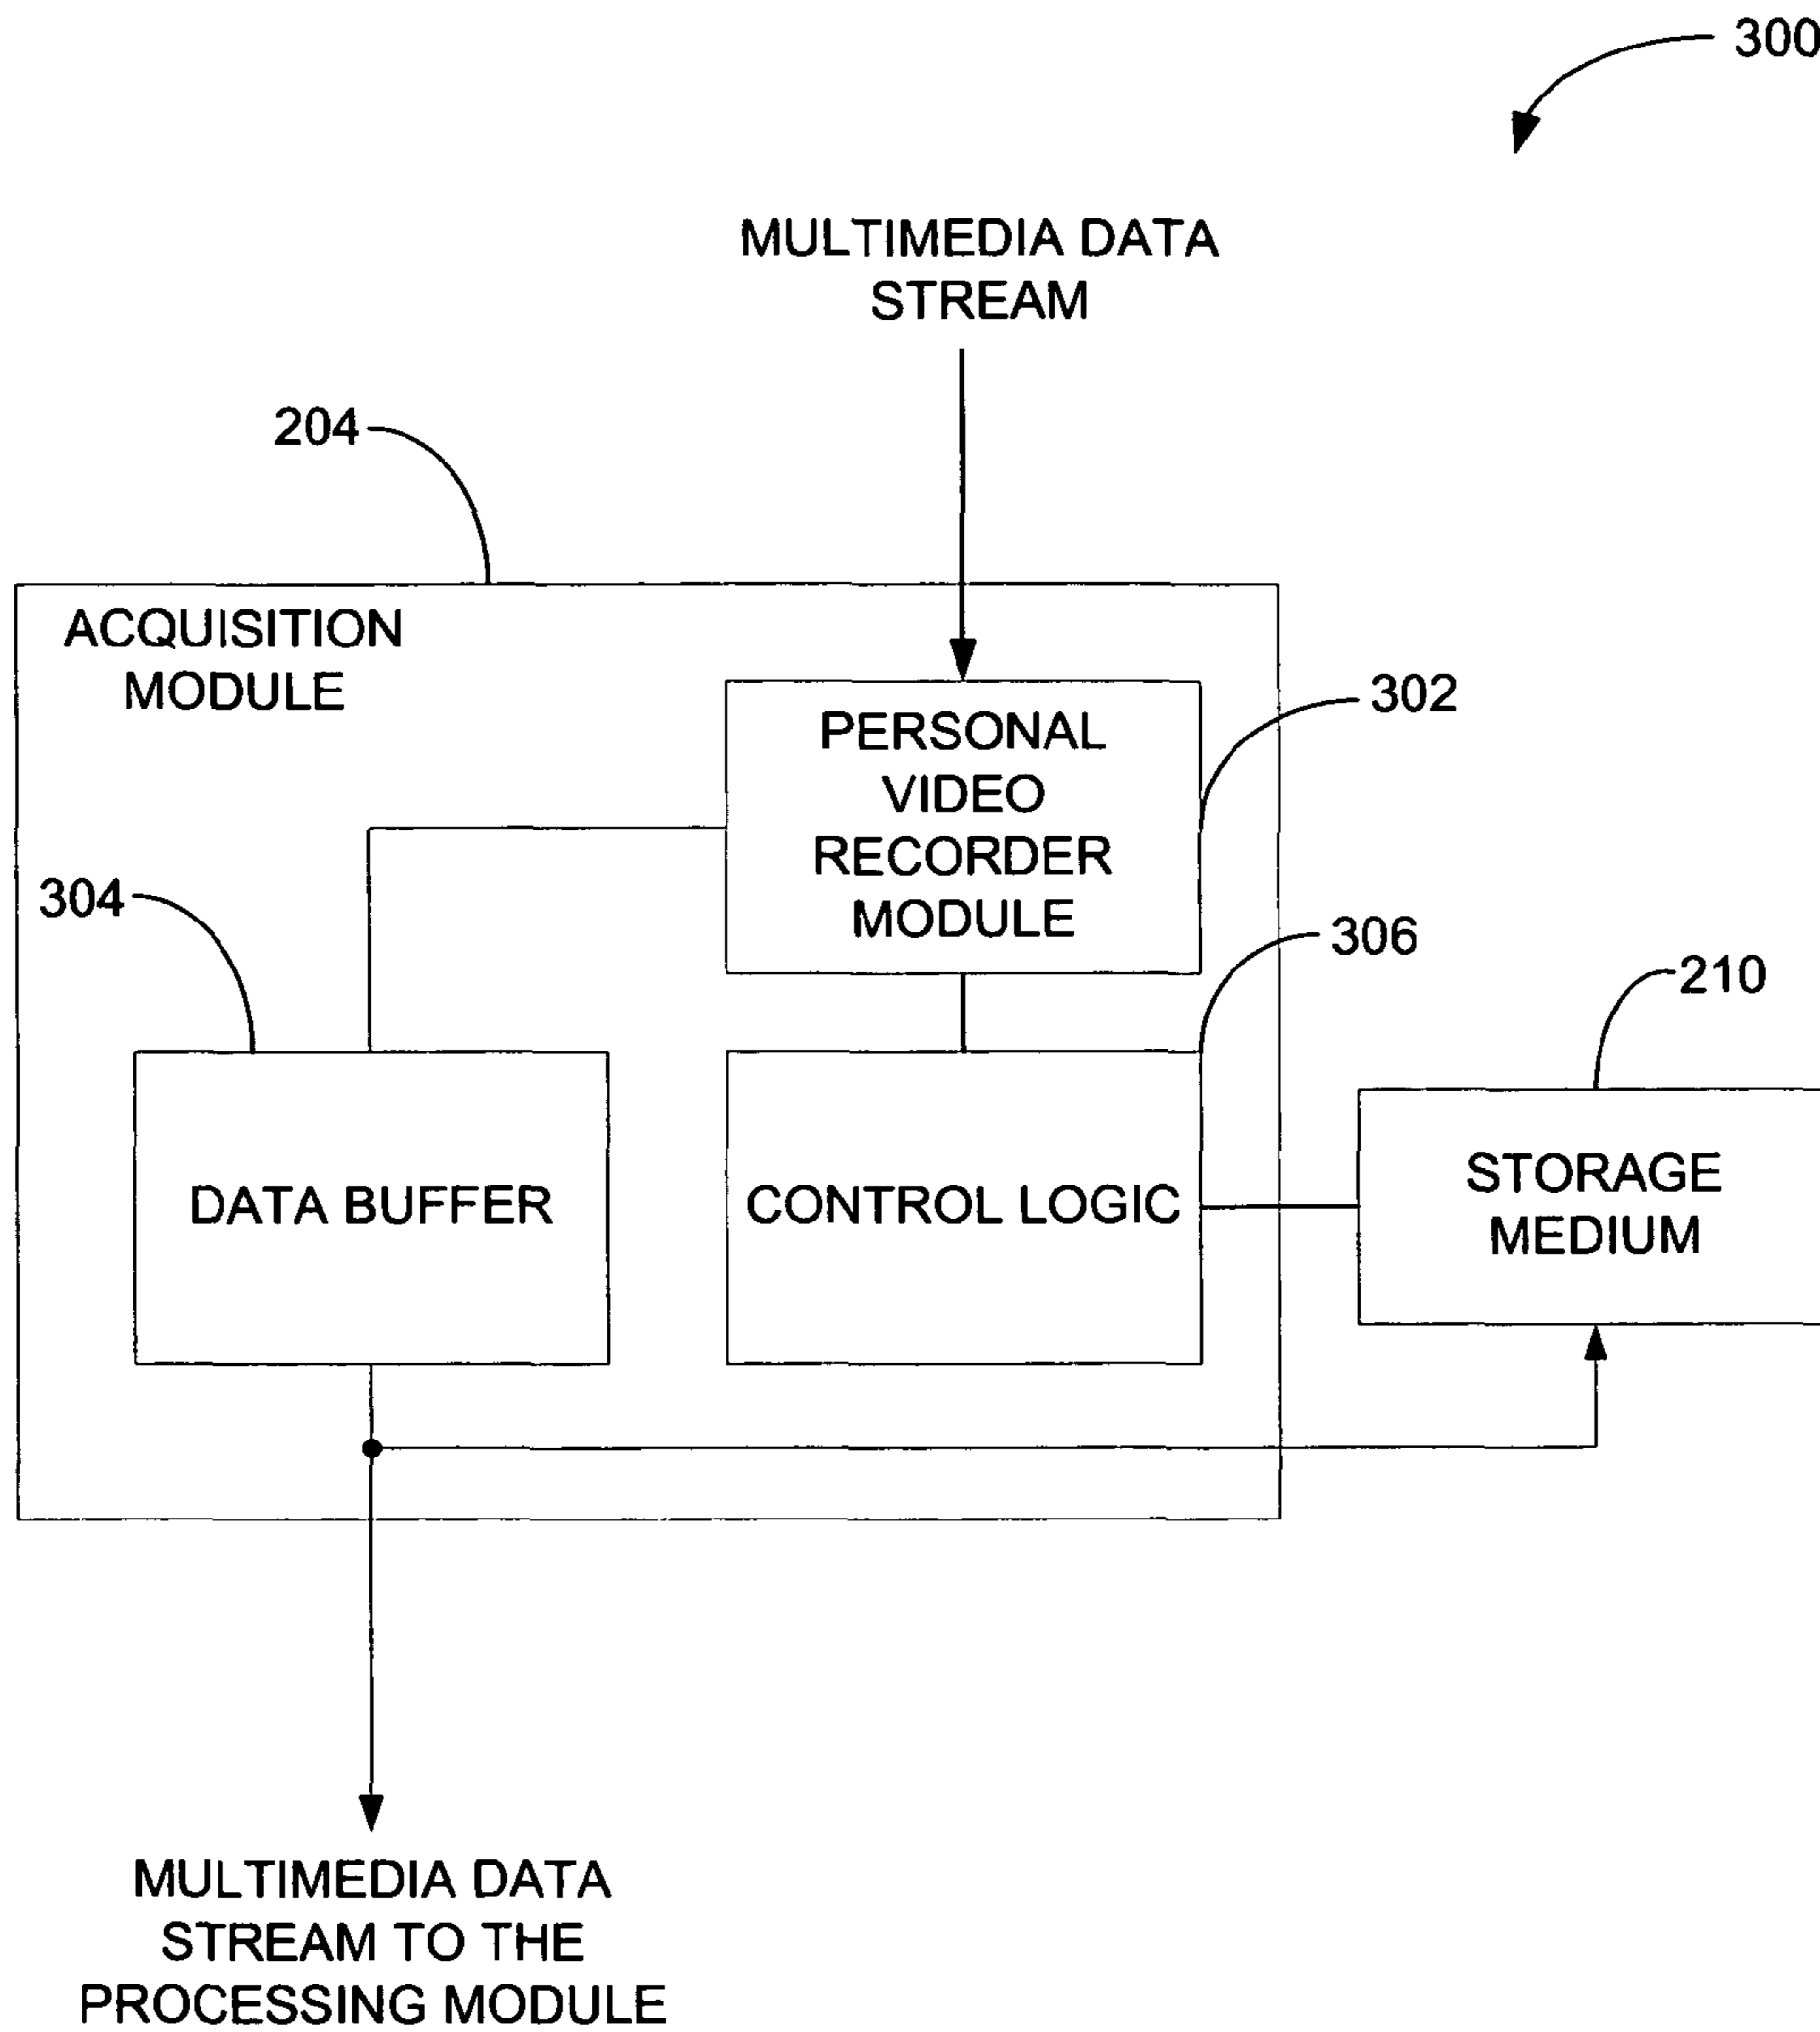 300
MULTIMEDIA DATA
STREAM
204
ACQUISITION
MODULE
PERSONAL
VIDEO
RECORDER
MODULE
302
304
306
210
DATA BUFFER
CONTROL LOGIC
STORAGE
MEDIUM
MULTIMEDIA DATA
STREAM TO THE
PROCESSING MODULE